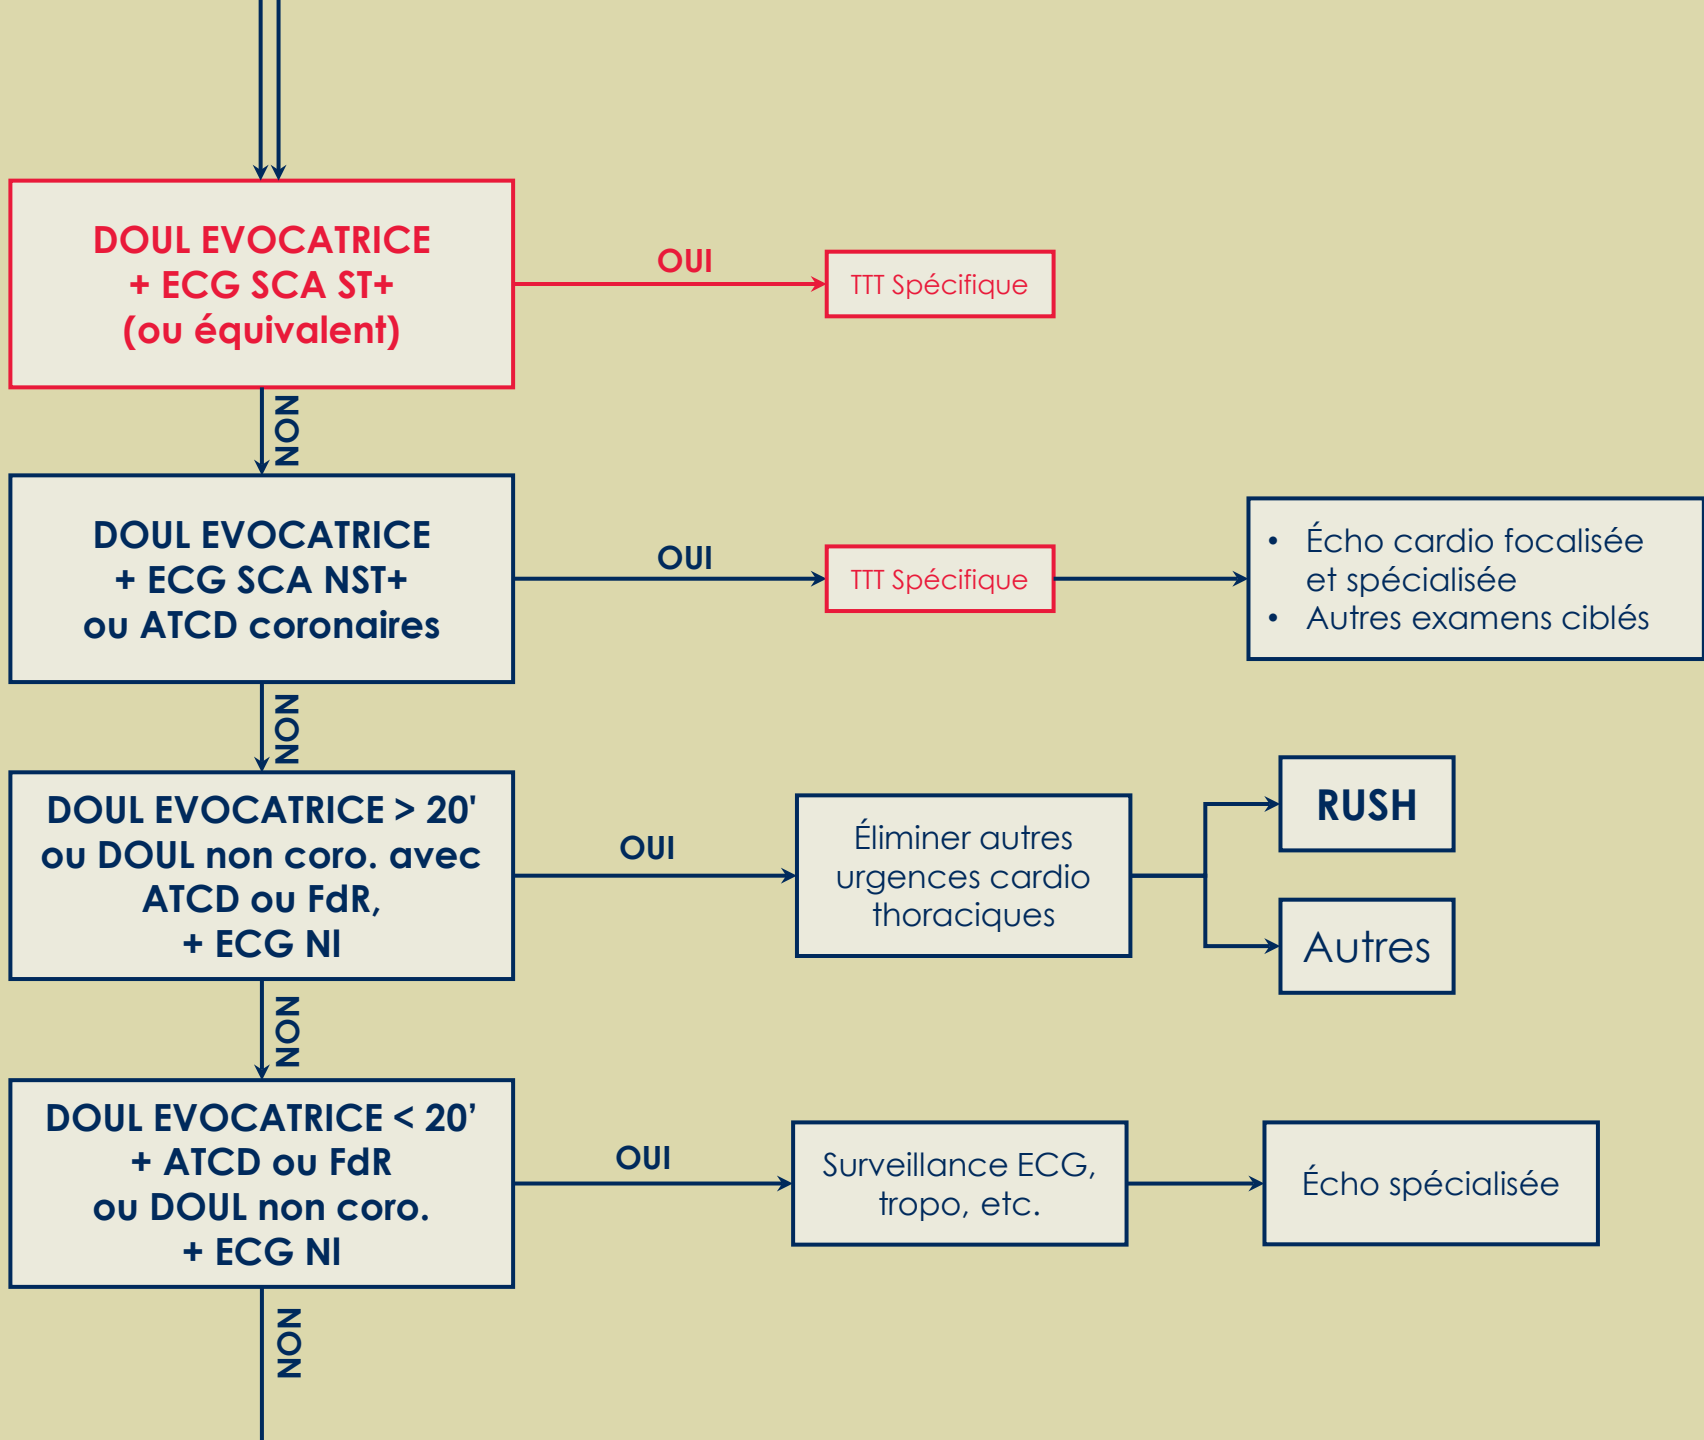 DOUL EVOCATRICE
+ ECG SCA ST+
(ou équivalent)
OUI
TTT Spécifique
NON
DOUL EVOCATRICE
+ ECG SCA NST+
ou ATCD coronaires
OUI
TTT Spécifique
• Écho cardio focalisée
et spécialisée
• Autres examens ciblés
NON
DOUL EVOCATRICE > 20'
ou DOUL non coro. avec
ATCD ou FdR,
+ ECG Nl
OUI
Éliminer autres
urgences cardio
thoraciques
RUSH
Autres
NON
DOUL EVOCATRICE < 20’
+ ATCD ou FdR
ou DOUL non coro.
+ ECG Nl
OUI
Surveillance ECG,
tropo, etc.
Écho spécialisée
NON